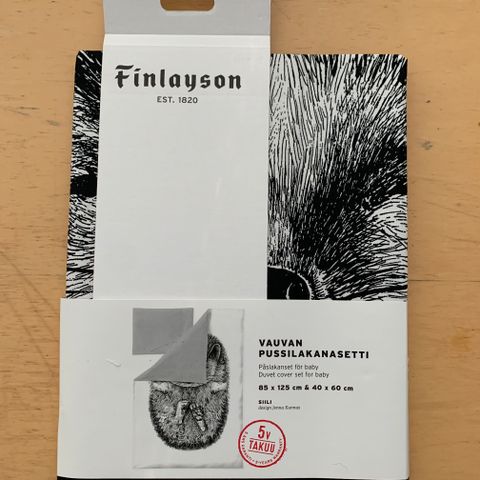 Finlayson
EST. 1820
VAUVAN
PUSSILAKANASETTI
Påslakanset för baby
Duvet cover set for baby
85 x 125 cm & 40 x 60 cm
SIILI
5V
TAKUU